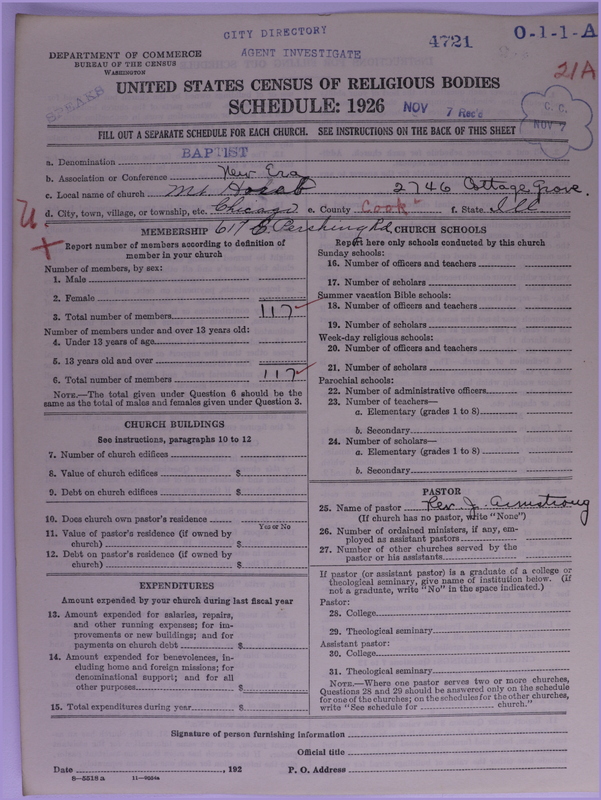 CITY DIRECTORY
AGENT INVESTIGATE
4721
O-1-1-A
21A
DEPARTMENT OF COMMERCE
BUREAU OF THE CENSUS
WASHINGTON
SPEAKS
UNITED STATES CENSUS OF RELIGIOUS BODIES
SCHEDULE: 1926
NOV 7 Rec'd
C. C.
NOV 7
FILL OUT A SEPARATE SCHEDULE FOR EACH CHURCH. SEE INSTRUCTIONS ON THE BACK OF THIS SHEET
a. Denomination BAPTIST
b. Association or Conference New Era
c. Local name of church Mt. Horab 2746 Cottage Grove.
d. City, town, village, or township, etc. Chicago e. County Cook f. State Ill
617 E. Pershing Rd.
MEMBERSHIP
Report number of members according to definition of
member in your church
Number of members, by sex:
1. Male
2. Female
3. Total number of members 117
Number of members under and over 13 years old:
4. Under 13 years of age
5. 13 years old and over
6. Total number of members 117
NOTE.—The total given under Question 6 should be
same as the total of males and females given under Question 3.
CHURCH BUILDINGS
See instructions, paragraphs 10 to 12
7. Number of church edifices
8. Value of church edifices $
9. Debt on church edifices $
10. Does church own pastor's residence
Yes or No
11. Value of pastor's residence (if owned by
church) $
12. Debt on pastor's residence (if owned by
church) $
EXPENDITURES
Amount expended by your church during last fiscal year
13. Amount expended for salaries, repairs,
and other running expenses; for im-
provements or new buildings; and for
payments on church debt $
14. Amount expended for benevolences, in-
cluding home and foreign missions; for
denominational support; and for all
other purposes $
15. Total expenditures during year $
CHURCH SCHOOLS
Report here only schools conducted by this church
Sunday schools:
16. Number of officers and teachers
17. Number of scholars
Summer vacation Bible schools:
18. Number of officers and teachers
19. Number of scholars
Week-day religious schools:
20. Number of officers and teachers
21. Number of scholars
Parochial schools:
22. Number of administrative officers
23. Number of teachers—
a. Elementary (grades 1 to 8)
b. Secondary
24. Number of scholars—
a. Elementary (grades 1 to 8)
b. Secondary
PASTOR
25. Name of pastor Rev. J. Armstrong
(If church has no pastor, write "None")
26. Number of ordained ministers, if any, em-
ployed as assistant pastors
27. Number of other churches served by the
pastor or his assistants
If pastor (or assistant pastor) is a graduate of a college or
theological seminary, give name of institution below. (If
not a graduate, write "No" in the space indicated.)
Pastor:
28. College
29. Theological seminary
Assistant pastor:
30. College
31. Theological seminary
NOTE.—Where one pastor serves two or more churches,
Questions 28 and 29 should be answered only on the schedule
for one of the churches; on the schedules for the other churches,
write "See schedule for church."
Signature of person furnishing information
Official title
Date , 192 P. O. Address
8—5518 a 11—9224a